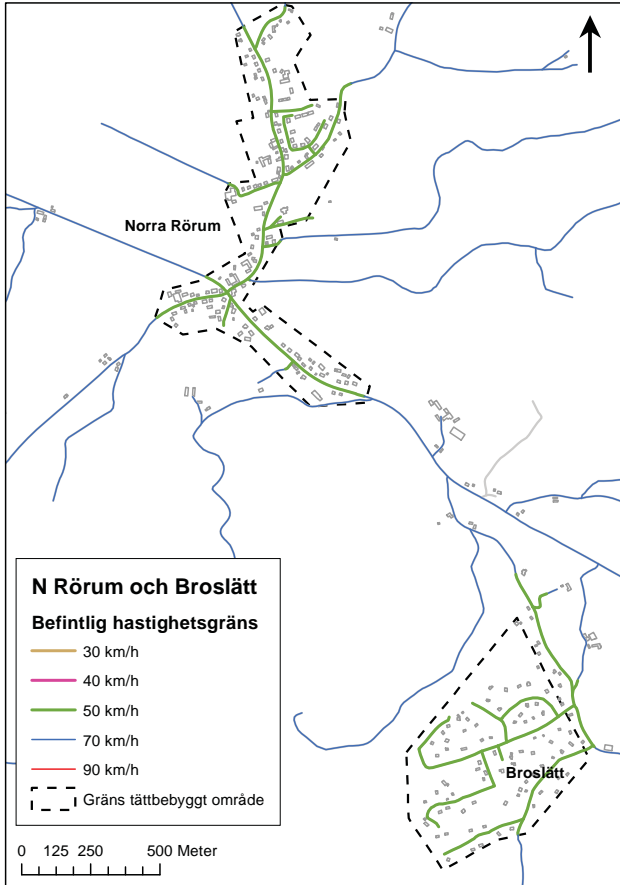 Norra Rörum
N Rörum och Broslätt
Befintlig hastighetsgräns
30 km/h
40 km/h
50 km/h
70 km/h
90 km/h
Gräns tättbebyggt område
Broslätt
0 125 250 500 Meter